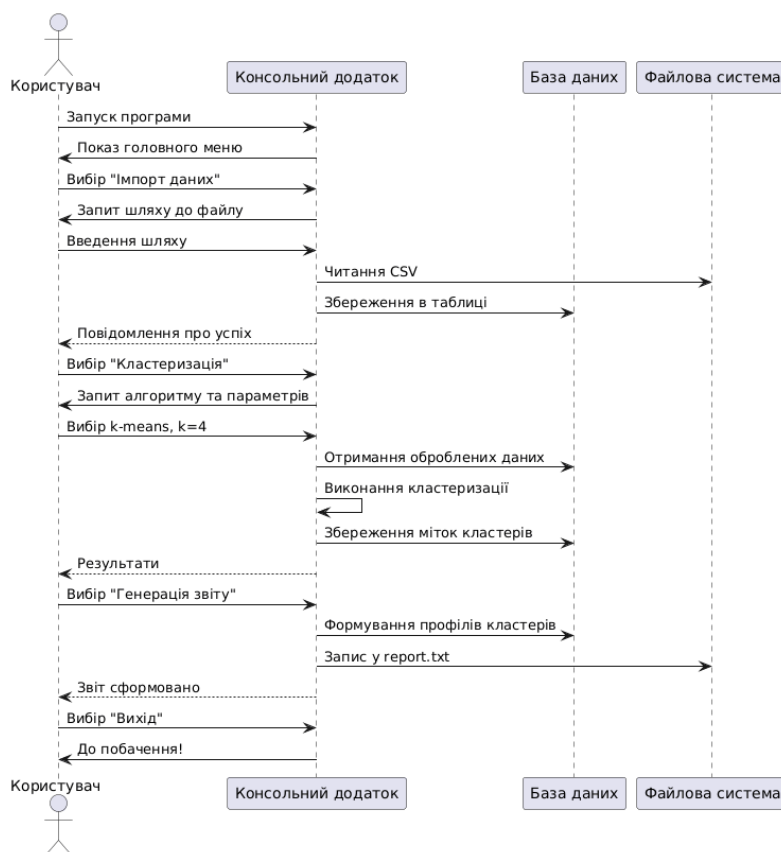 Користувач
Консольний додаток
База даних
Файлова система
Запуск програми
Показ головного меню
Вибір "Імпорт даних"
Запит шляху до файлу
Введення шляху
Читання CSV
Збереження в таблиці
Повідомлення про успіх
Вибір "Кластеризація"
Запит алгоритму та параметрів
Вибір k-means, k=4
Отримання оброблених даних
Виконання кластеризації
Збереження міток кластерів
Результати
Вибір "Генерація звіту"
Формування профілів кластерів
Запис у report.txt
Звіт сформовано
Вибір "Вихід"
До побачення!
Користувач
Консольний додаток
База даних
Файлова система